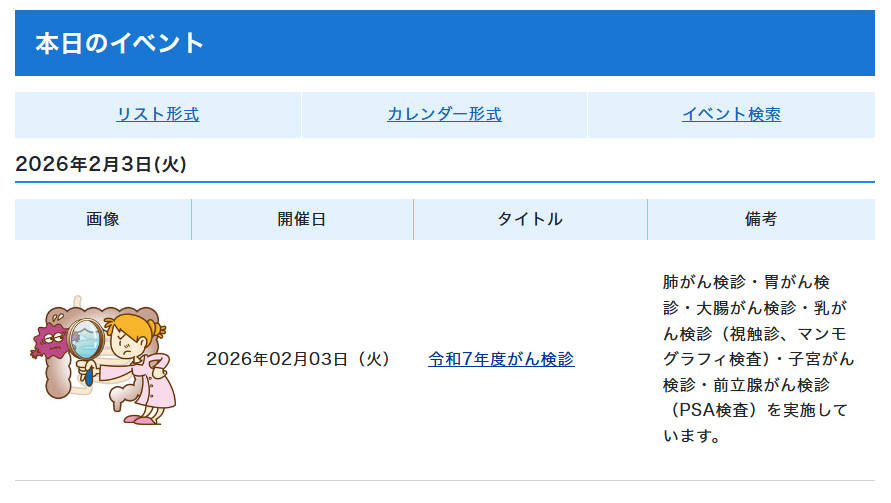 本日のイベント
リスト形式
カレンダー形式
イベント検索
2026年2月3日(火)
画像
開催日
タイトル
備考
2026年02月03日（火）
令和7年度がん検診
肺がん検診・胃がん検
診・大腸がん検診・乳が
ん検診（視触診、マンモ
グラフィ検査）・子宮がん
検診・前立腺がん検診
（PSA検査）を実施して
います。